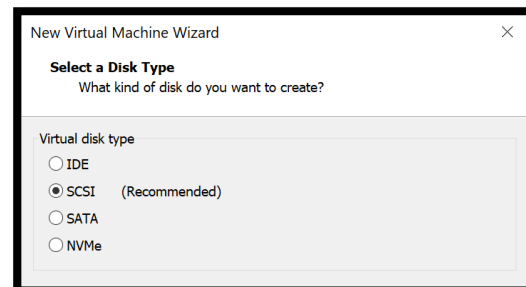 New Virtual Machine Wizard
Select a Disk Type
What kind of disk do you want to create?
Virtual disk type
IDE
SCSI (Recommended)
SATA
NVMe